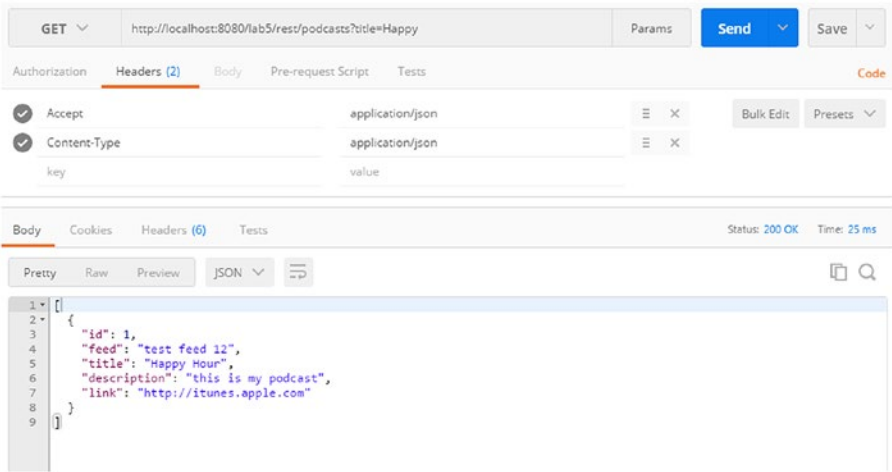 GET http://localhost:8080/lab5/rest/podcasts?title=Happy Params Send Save
Authorization Headers (2) Body Pre-request Script Tests Code
Accept application/json Bulk Edit Presets
Content-Type application/json
key value
Body Cookies Headers (6) Tests Status: 200 OK Time: 25 ms
Pretty Raw Preview JSON
1 [
2 {
3 "id": 1,
4 "feed": "test feed 12",
5 "title": "Happy Hour",
6 "description": "this is my podcast",
7 "link": "http://itunes.apple.com"
8 }
9 ]